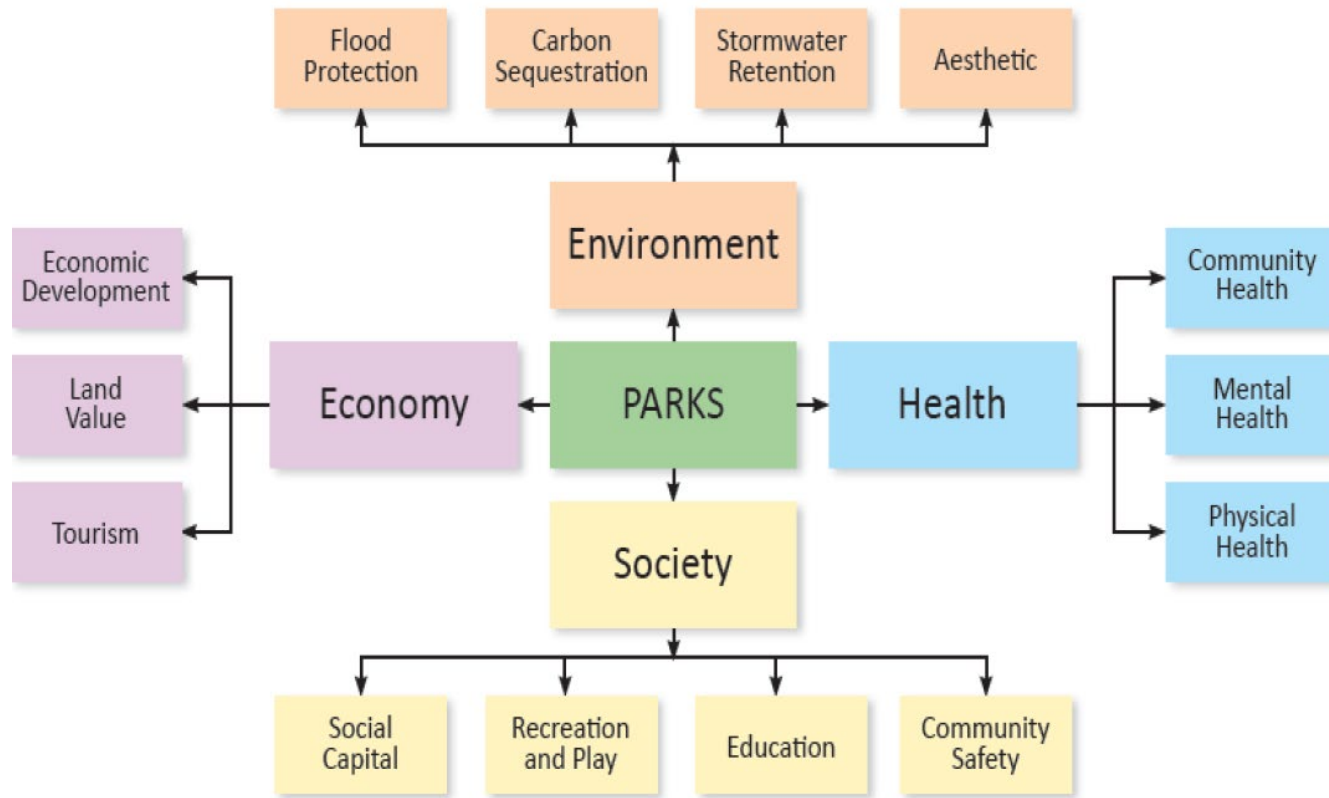 Flood
Protection
Carbon
Sequestration
Stormwater
Retention
Aesthetic
Environment
Economic
Development
Land
Value
Tourism
Economy
PARKS
Health
Community
Health
Mental
Health
Physical
Health
Society
Social
Capital
Recreation
and Play
Education
Community
Safety